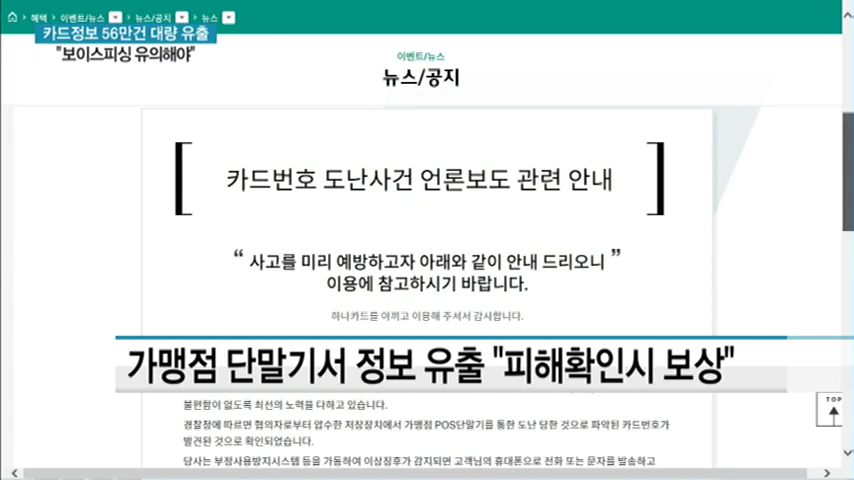 혜택 이벤트/뉴스 뉴스/공지 뉴스
카드정보 56만건 대량 유출
"보이스피싱 유의해야"
이벤트/뉴스
뉴스/공지
[ 카드번호 도난사건 언론보도 관련 안내 ]
“ 사고를 미리 예방하고자 아래와 같이 안내 드리오니 ”
이용에 참고하시기 바랍니다.
하나카드를 아끼고 이용해 주셔서 감사합니다.
가맹점 단말기서 정보 유출 "피해확인시 보상"
불편함이 없도록 최선의 노력을 다하고 있습니다.
TOP
경찰청에 따르면 혐의자로부터 압수한 저장장치에서 가맹점 POS단말기를 통한 도난 당한 것으로 파악된 카드번호가
발견된 것으로 확인되었습니다.
당사는 부정사용방지시스템 등을 가동하여 이상징후가 감지되면 고객님의 휴대폰으로 전화 또는 문자를 발송하고